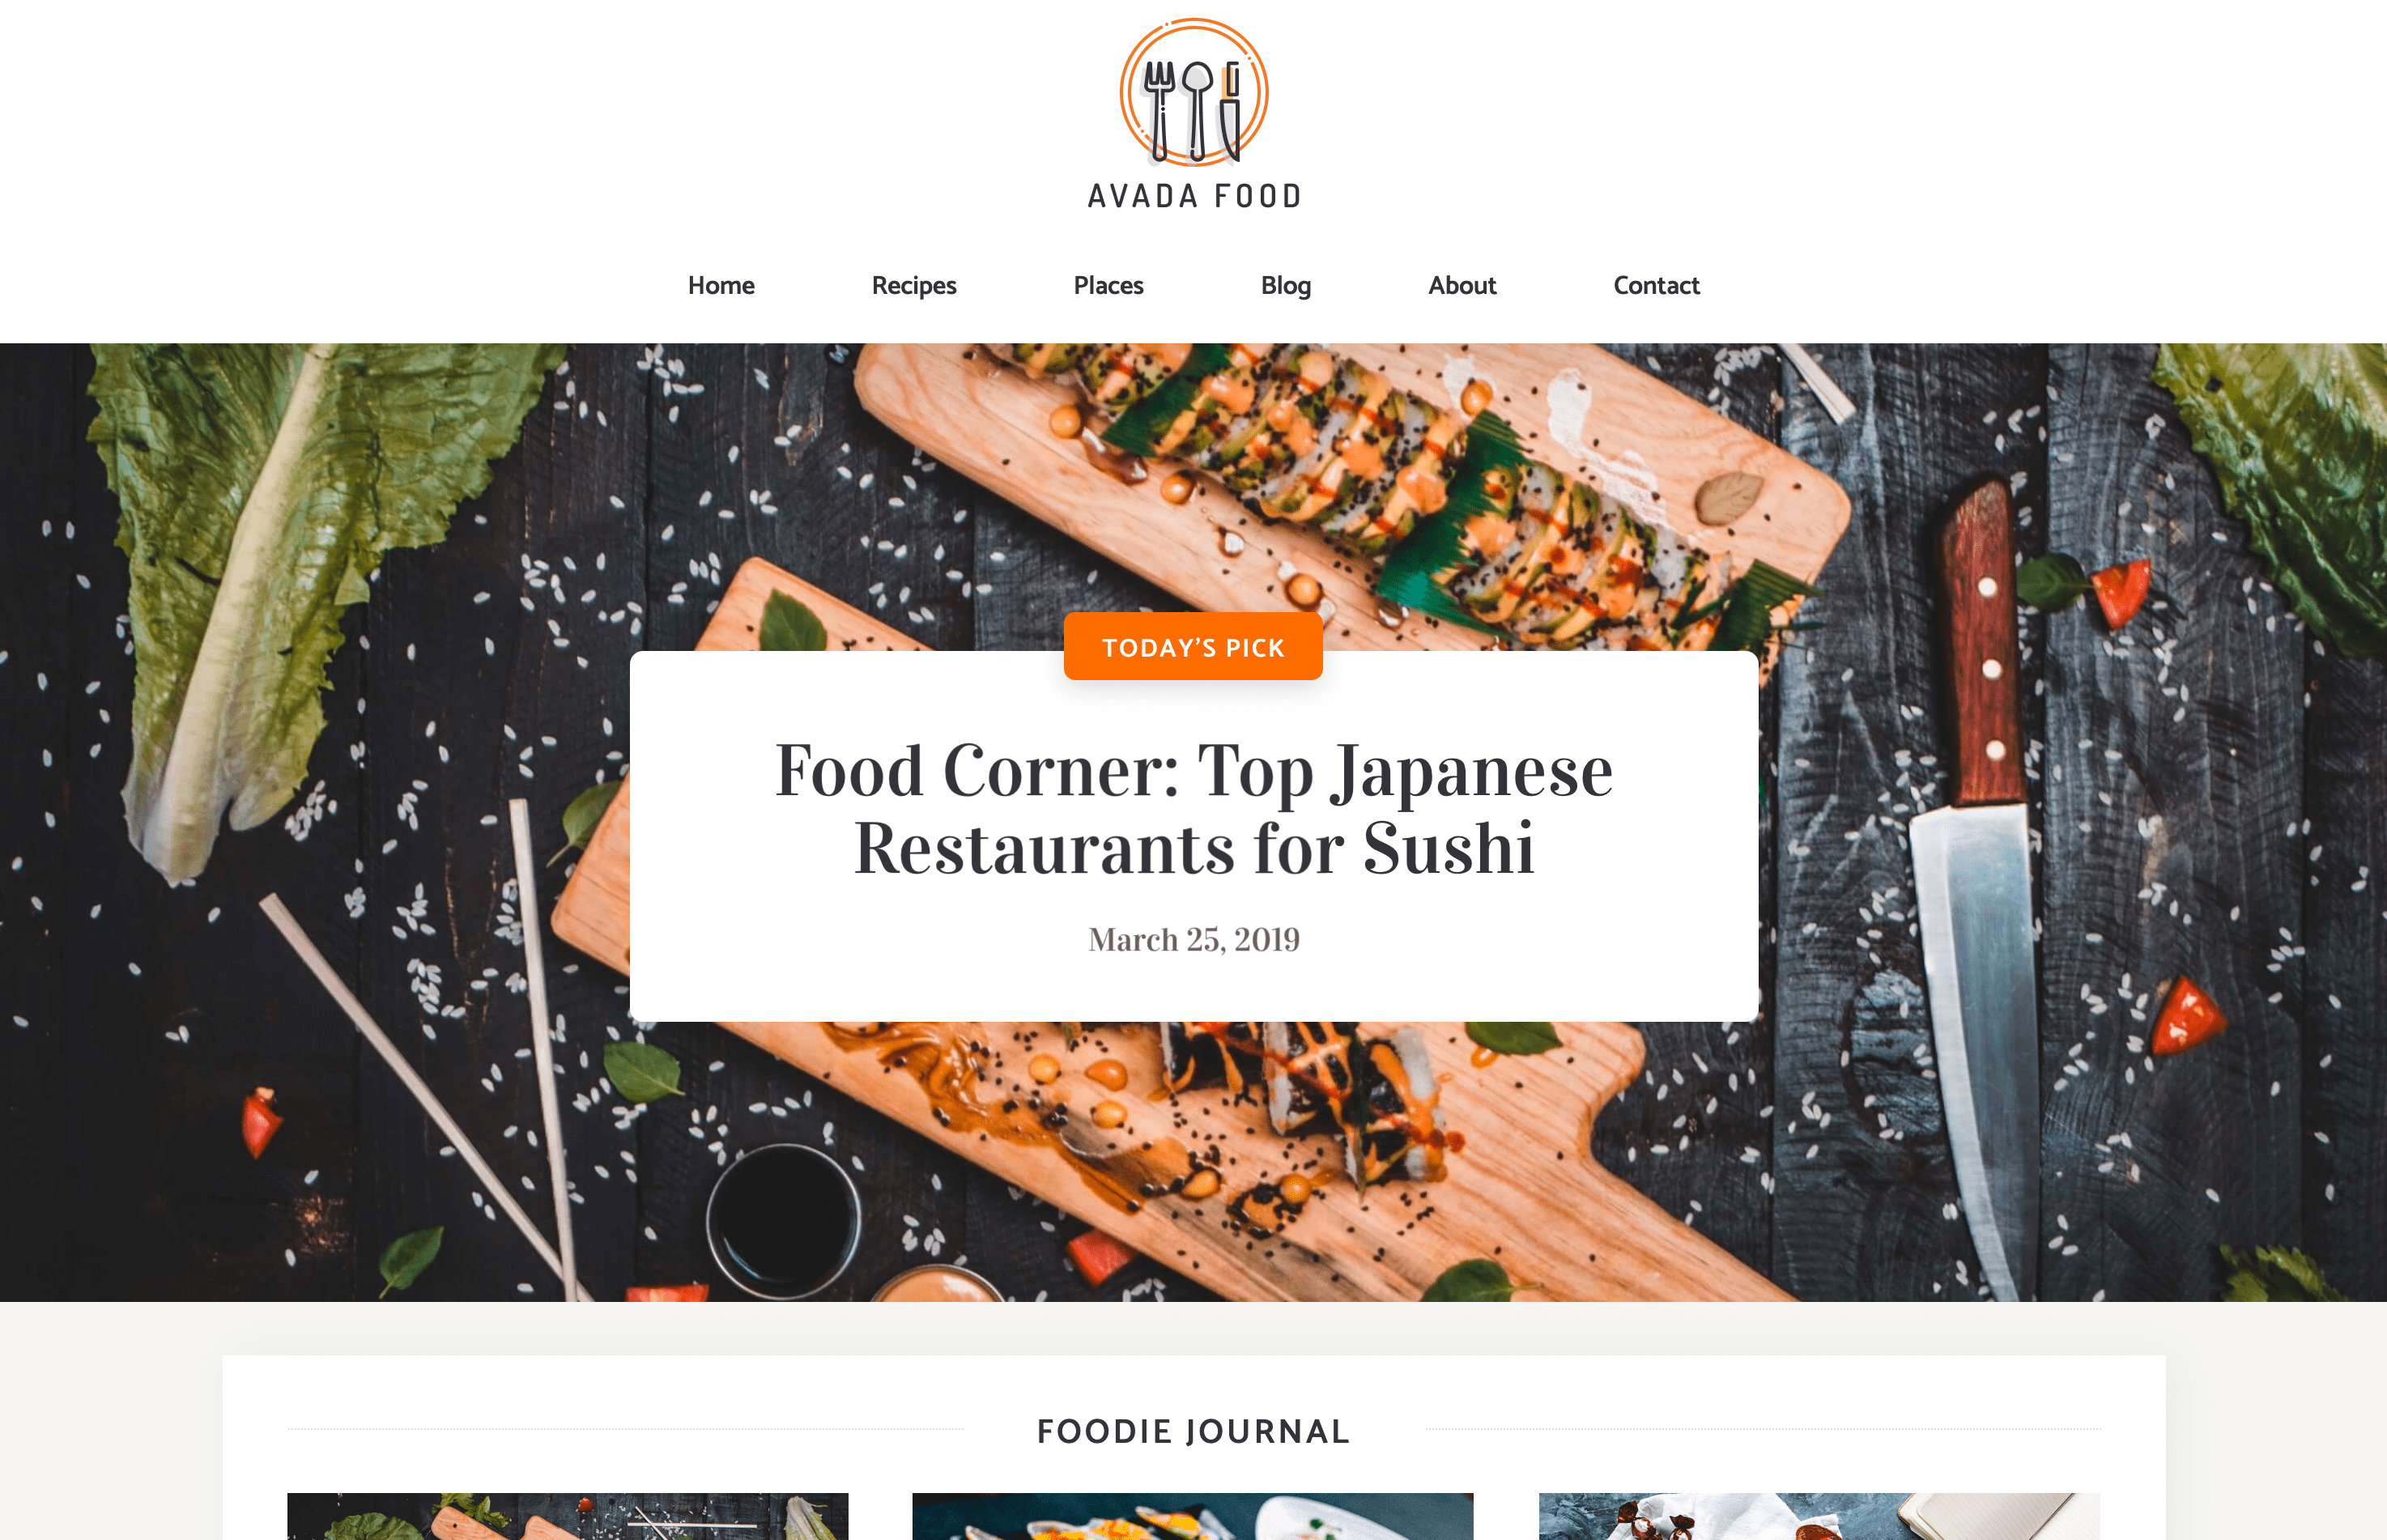 AVADA FOOD
Home Recipes Places Blog About Contact
TODAY’S PICK
Food Corner: Top Japanese
Restaurants for Sushi
March 25, 2019
FOODIE JOURNAL